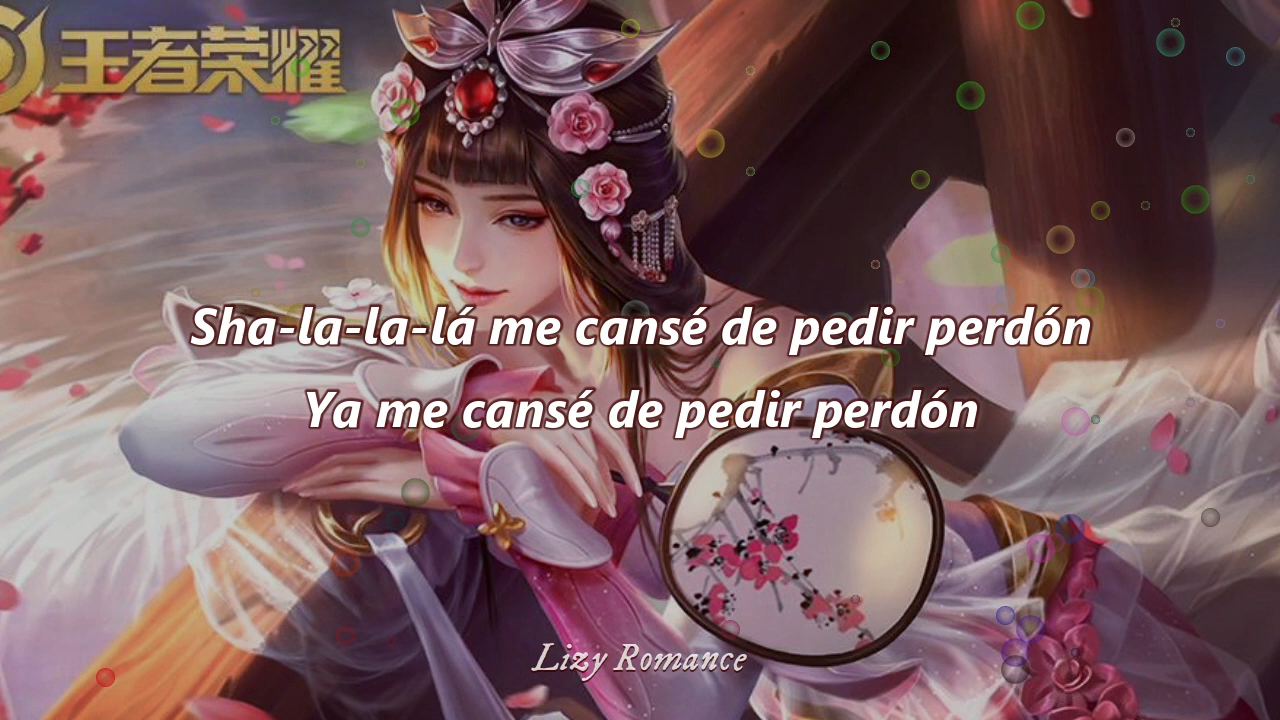 王者荣耀
Sha-la-la-lá me cansé de pedir perdón
Ya me cansé de pedir perdón
Lizy Romance